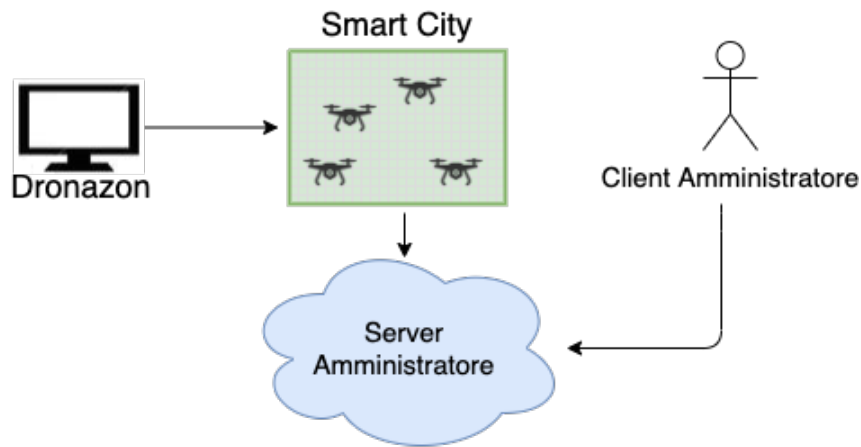 Smart City
Dronazon
Client Amministratore
Server
Amministratore